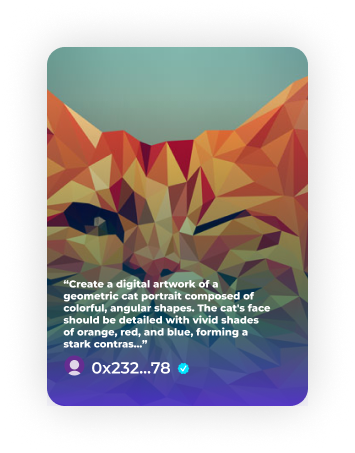 “Create a digital artwork of a
geometric cat portrait composed of
colorful, angular shapes. The cat's face
should be detailed with vivid shades
of orange, red, and blue, forming a
stark contras...”
0x232...78